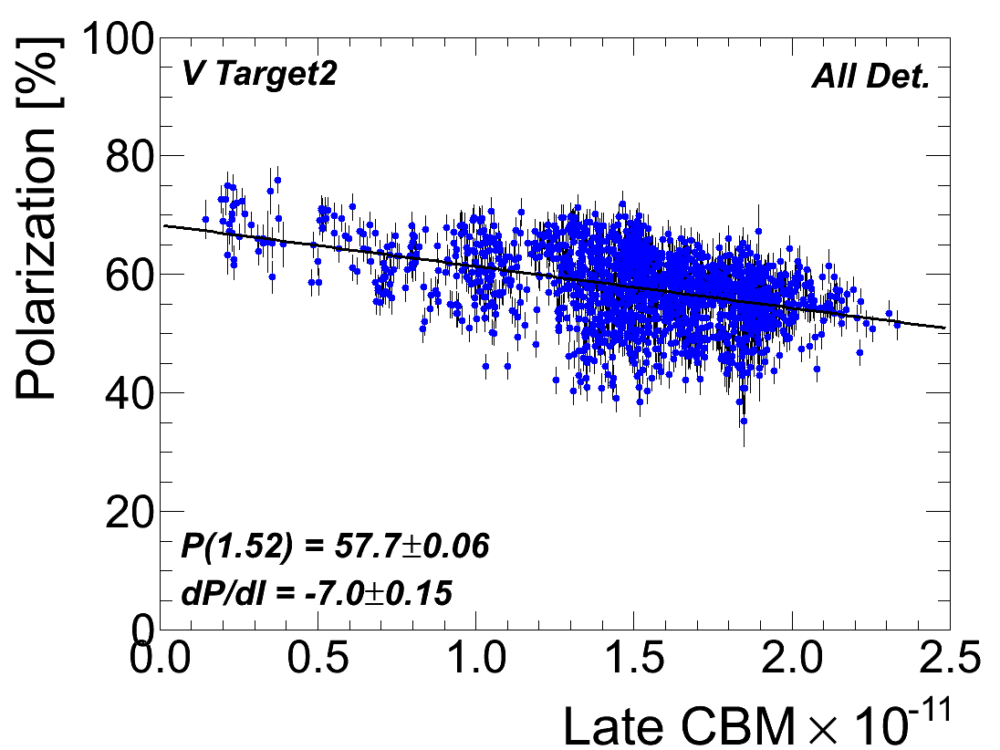 Polarization [%]
100
80
60
40
20
0
V Target2
All Det.
P(1.52) = 57.7±0.06
dP/dI = -7.0±0.15
0.0 0.5 1.0 1.5 2.0 2.5
Late CBM × 10⁻¹¹